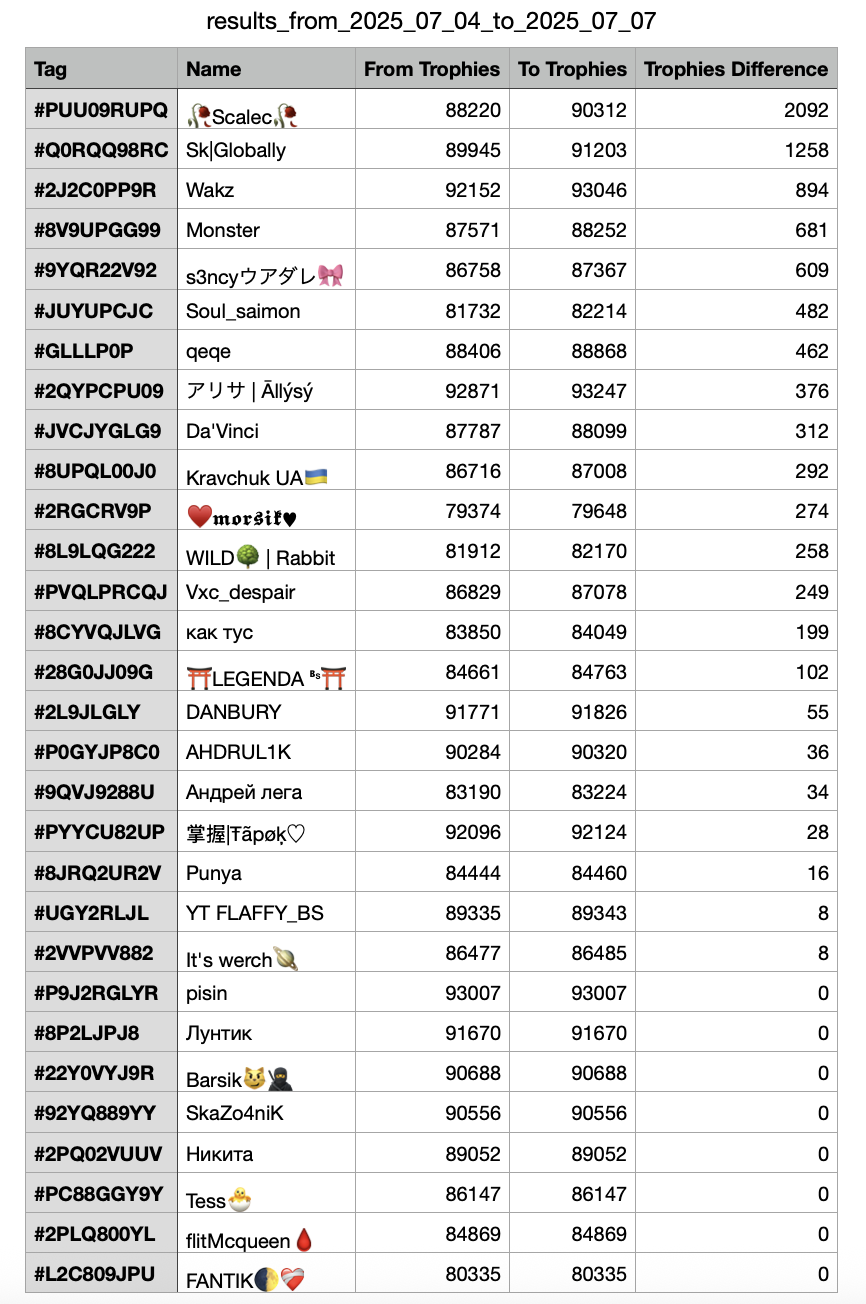 results_from_2025_07_04_to_2025_07_07
Tag Name From Trophies To Trophies Trophies Difference
#PUU09RUPQ 🥀Scalec🥀 88220 90312 2092
#Q0RQQ98RC Sk|Globally 89945 91203 1258
#2J2C0PP9R Wakz 92152 93046 894
#8V9UPGG99 Monster 87571 88252 681
#9YQR22V92 s3ncyウアダレ🎀 86758 87367 609
#JUYUPCJC Soul_saimon 81732 82214 482
#GLLLP0P qeqe 88406 88868 462
#2QYPCPU09 アリサ | Āllýsý 92871 93247 376
#JVCJYGLG9 Da'Vinci 87787 88099 312
#8UPQL00J0 Kravchuk UA🇺🇦 86716 87008 292
#2RGCRV9P ♥️𝖒𝖔𝖗𝖘𝖎𝖐♥ 79374 79648 274
#8L9LQG222 WILD🌳 | Rabbit 81912 82170 258
#PVQLPRCQJ Vxc_despair 86829 87078 249
#8CYVQJLVG как тус 83850 84049 199
#28G0JJ09G ⛩️LEGENDA ᴮˢ⛩️ 84661 84763 102
#2L9JLGLY DANBURY 91771 91826 55
#P0GYJP8C0 AHDRUL1K 90284 90320 36
#9QVJ9288U Андрей лега 83190 83224 34
#PYYCU82UP 掌握|Ŧãpøķ♡ 92096 92124 28
#8JRQ2UR2V Punya 84444 84460 16
#UGY2RLJL YT FLAFFY_BS 89335 89343 8
#2VVPVV882 It's werch🪐 86477 86485 8
#P9J2RGLYR pisin 93007 93007 0
#8P2LJPJ8 Лунтик 91670 91670 0
#22Y0VYJ9R Barsik😼🥷 90688 90688 0
#92YQ889YY SkaZo4niK 90556 90556 0
#2PQ02VUUV Никита 89052 89052 0
#PC88GGY9Y Tess🐣 86147 86147 0
#2PLQ800YL flitMcqueen🩸 84869 84869 0
#L2C809JPU FANTIK🌓❤️‍🩹 80335 80335 0